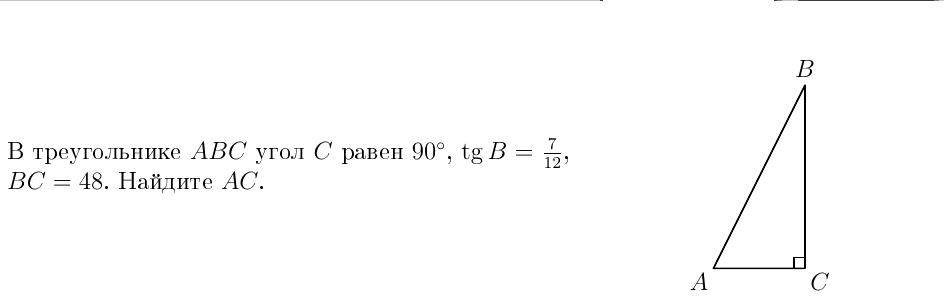 B
В треугольнике ABC угол C равен 90°, tg B = 7/12,
BC = 48. Найдите AC.
A C